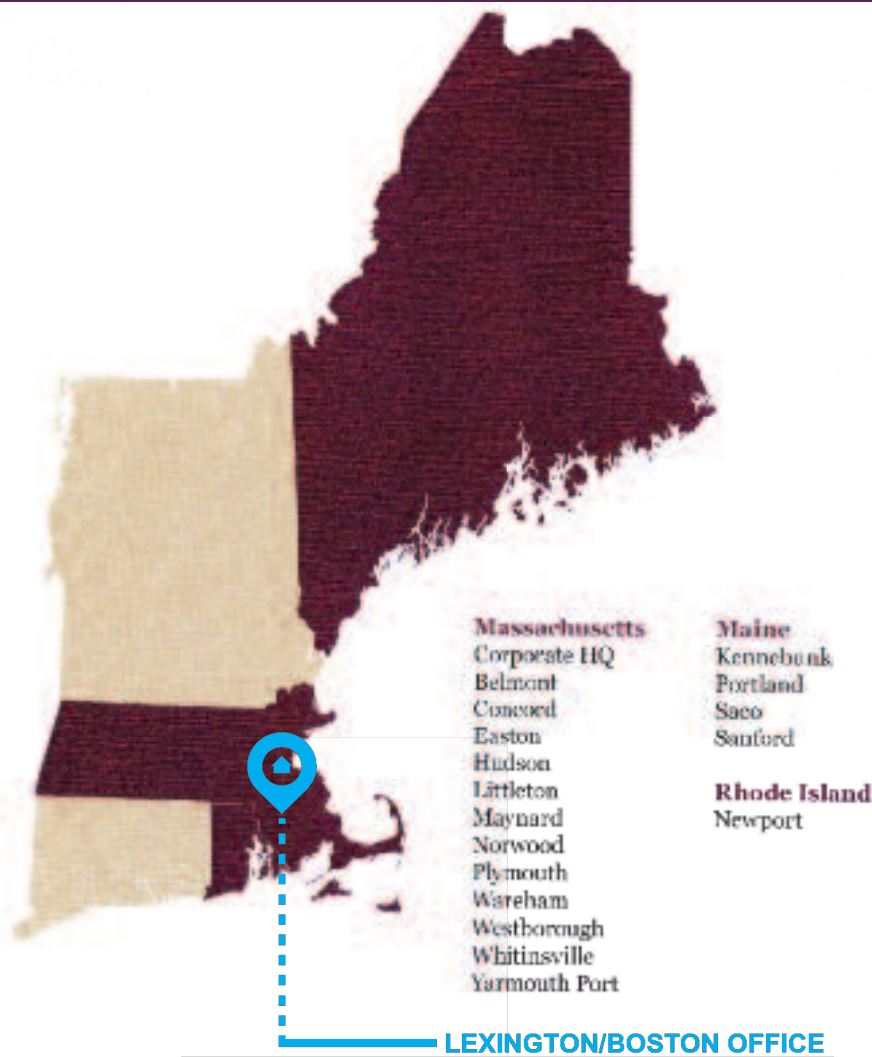 Massachusetts
Corporate HQ
Belmont
Concord
Easton
Hudson
Littleton
Maynard
Norwood
Plymouth
Wareham
Westborough
Whitinsville
Yarmouth Port
Maine
Kennebunk
Portland
Saco
Sanford
Rhode Island
Newport
LEXINGTON/BOSTON OFFICE